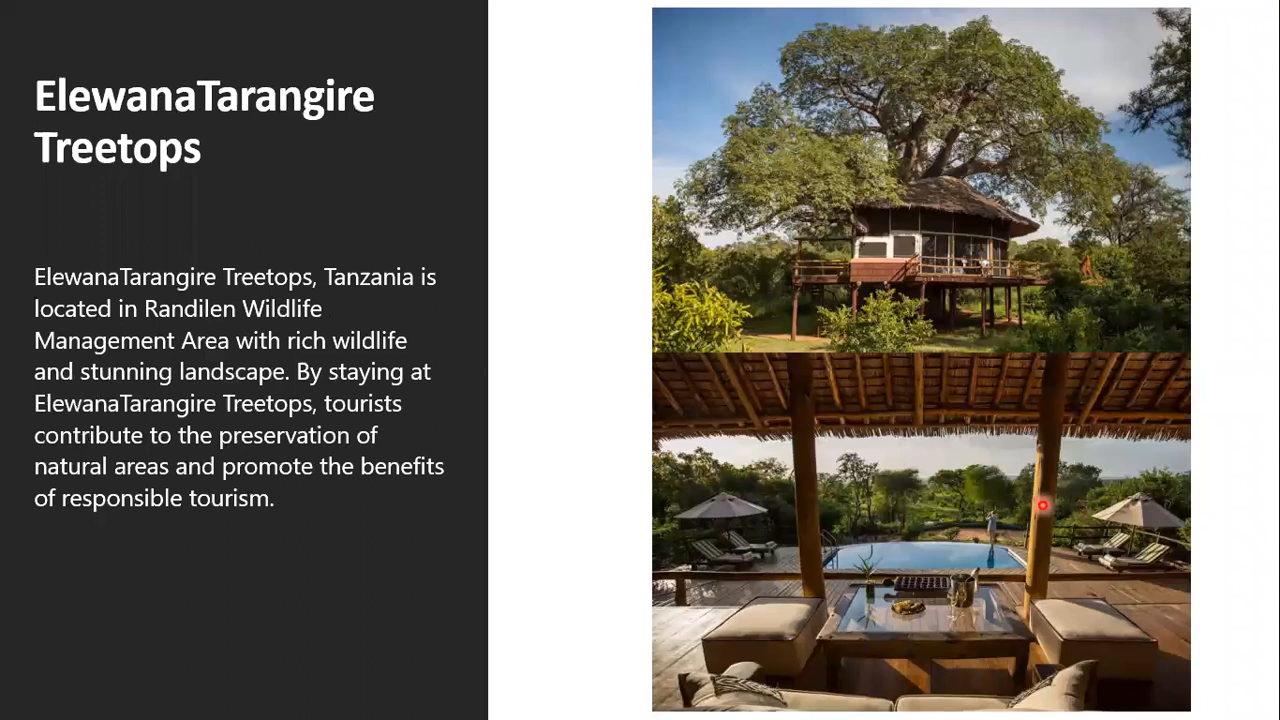 ElewanaTarangire
Treetops
ElewanaTarangire Treetops, Tanzania is
located in Randilen Wildlife
Management Area with rich wildlife
and stunning landscape. By staying at
ElewanaTarangire Treetops, tourists
contribute to the preservation of
natural areas and promote the benefits
of responsible tourism.